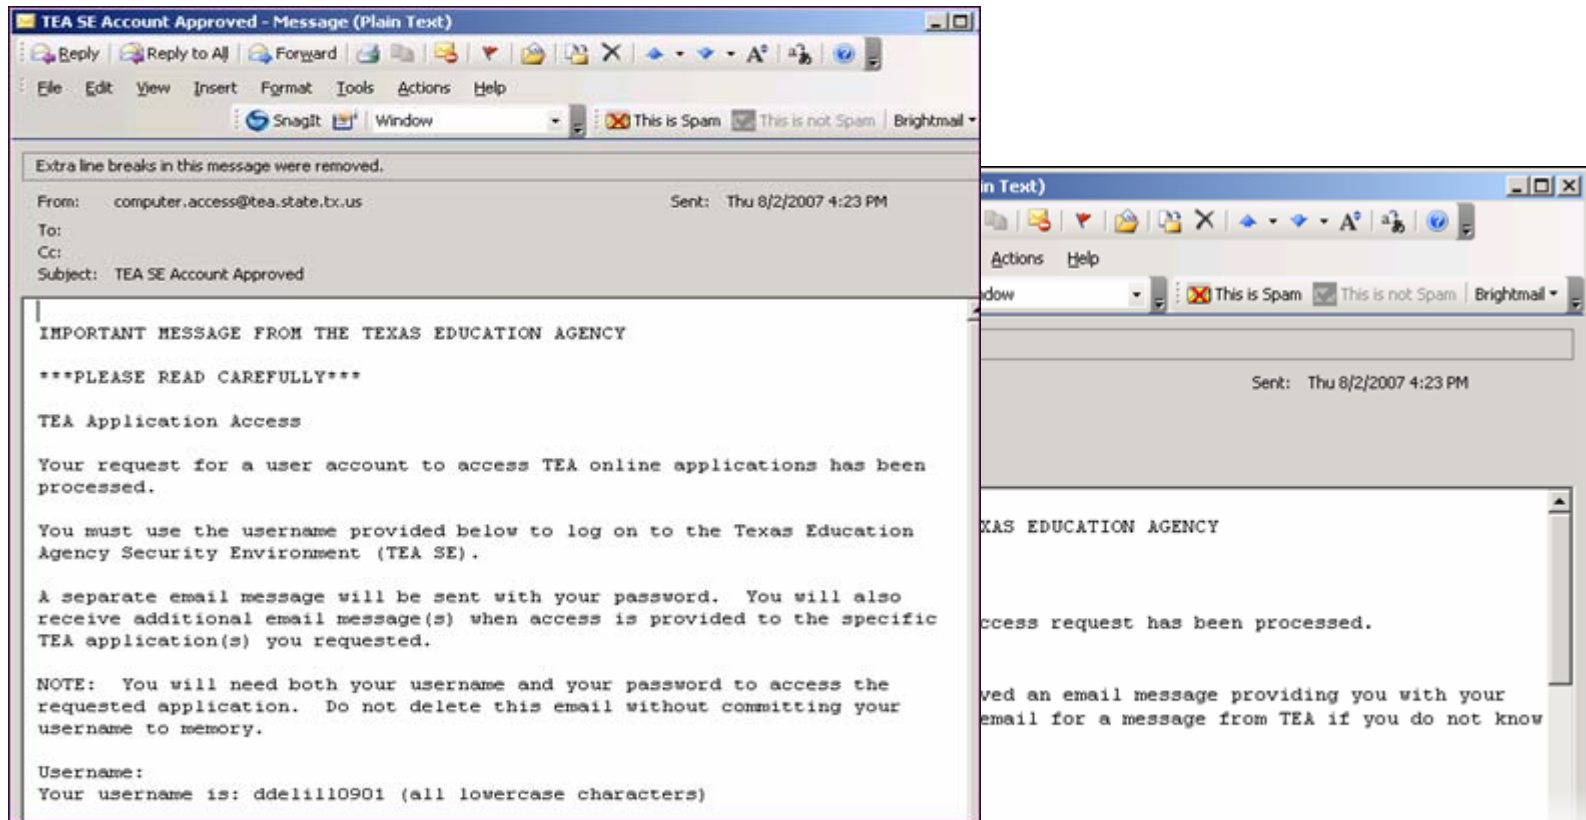 TEA SE Account Approved - Message (Plain Text)
Reply Reply to All Forward
File Edit View Insert Format Tools Actions Help
SnagIt Window This is Spam This is not Spam Brightmail
Extra line breaks in this message were removed.
From: computer.access@tea.state.tx.us Sent: Thu 8/2/2007 4:23 PM
To:
Cc:
Subject: TEA SE Account Approved
IMPORTANT MESSAGE FROM THE TEXAS EDUCATION AGENCY
***PLEASE READ CAREFULLY***
TEA Application Access
Your request for a user account to access TEA online applications has been
processed.
You must use the username provided below to log on to the Texas Education
Agency Security Environment (TEA SE).
A separate email message will be sent with your password. You will also
receive additional email message(s) when access is provided to the specific
TEA application(s) you requested.
NOTE: You will need both your username and your password to access the
requested application. Do not delete this email without committing your
username to memory.
Username:
Your username is: ddelill0901 (all lowercase characters)
in Text)
Actions Help
dow This is Spam This is not Spam Brightmail
Sent: Thu 8/2/2007 4:23 PM
XAS EDUCATION AGENCY
ccess request has been processed.
ved an email message providing you with your
email for a message from TEA if you do not know